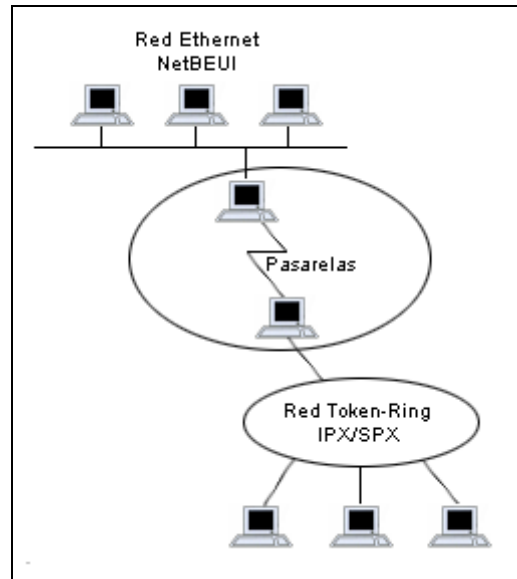 Red Ethernet
NetBEUI
Pasarelas
Red Token-Ring
IPX/SPX